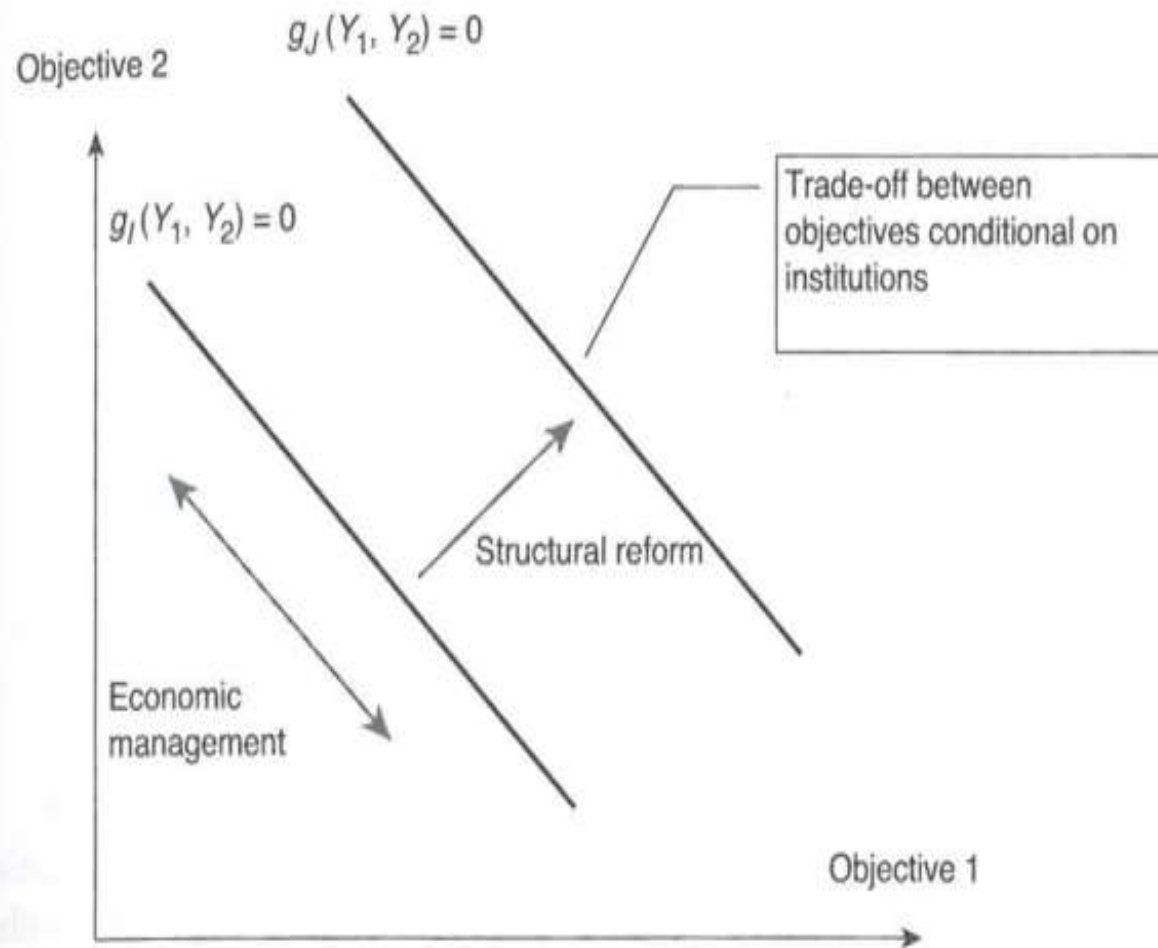 g_J(Y_1, Y_2) = 0
Objective 2
g_I(Y_1, Y_2) = 0
Trade-off between
objectives conditional on
institutions
Structural reform
Economic
management
Objective 1